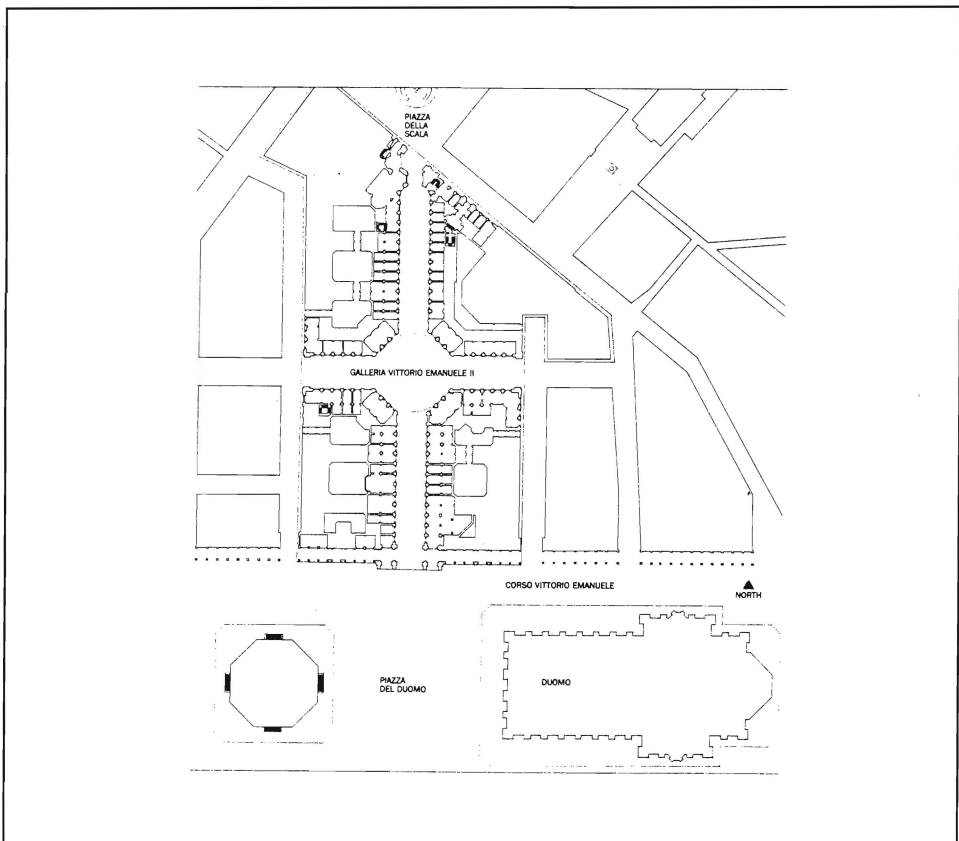 PIAZZA
DELLA
SCALA
GALLERIA VITTORIO EMANUELE II
CORSO VITTORIO EMANUELE
NORTH
PIAZZA
DEL DUOMO
DUOMO